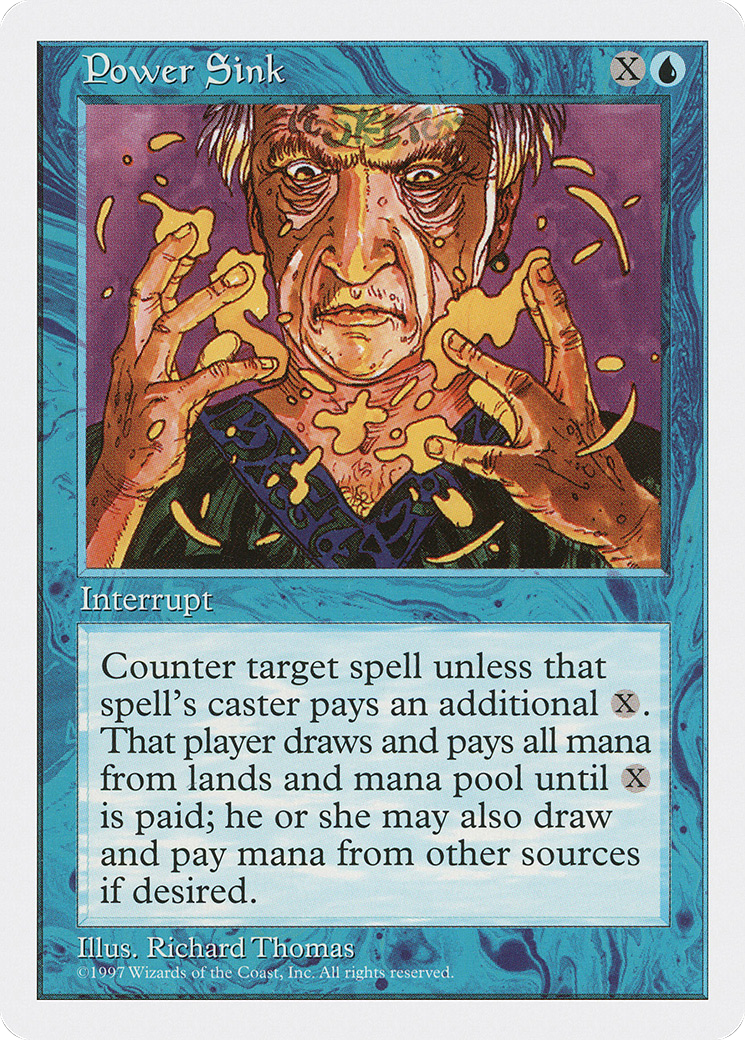 Power Sink X
Interrupt
Counter target spell unless that
spell's caster pays an additional X.
That player draws and pays all mana
from lands and mana pool until X
is paid; he or she may also draw
and pay mana from other sources
if desired.
Illus. Richard Thomas
©1997 Wizards of the Coast, Inc. All rights reserved.